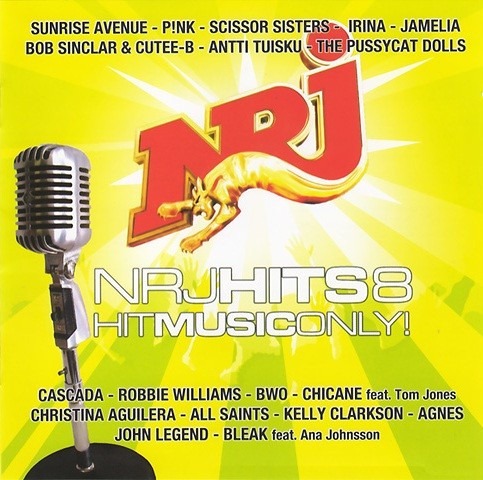 SUNRISE AVENUE - P!NK - SCISSOR SISTERS - IRINA - JAMELIA
BOB SINCLAR & CUTEE-B - ANTTI TUISKU - THE PUSSYCAT DOLLS
NRJ
NRJHITS8
HITMUSICONLY!
CASCADA - ROBBIE WILLIAMS - BWO - CHICANE feat. Tom Jones
CHRISTINA AGUILERA - ALL SAINTS - KELLY CLARKSON - AGNES
JOHN LEGEND - BLEAK feat. Ana Johnsson